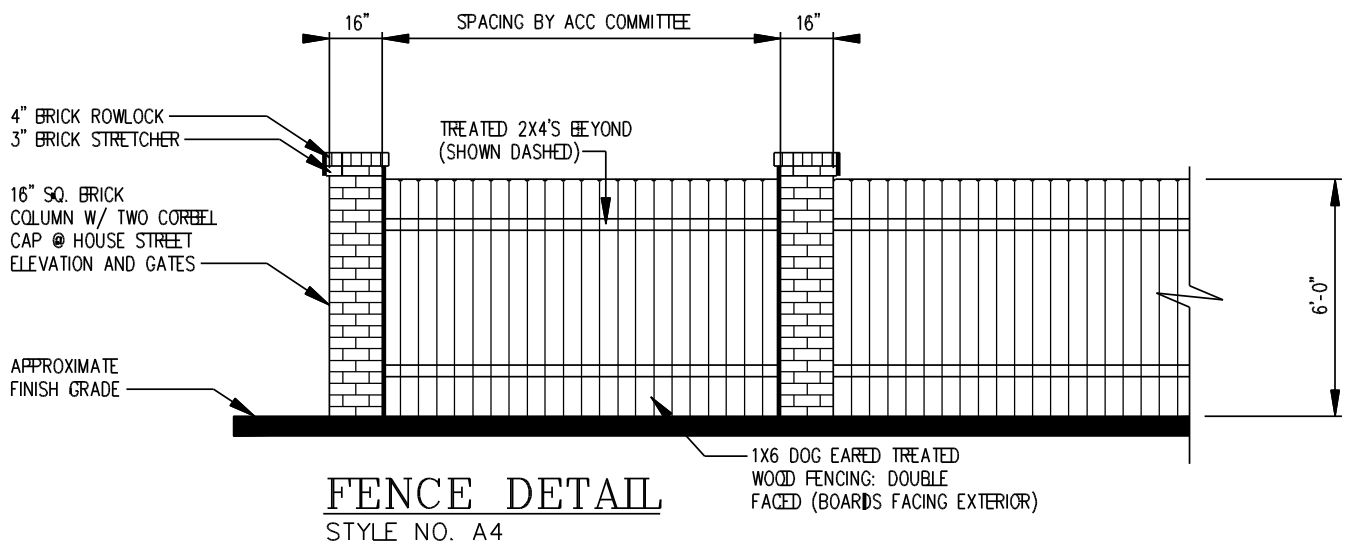 16"
SPACING BY ACC COMMITTEE
16"
4" BRICK ROWLOCK
3" BRICK STRETCHER
TREATED 2X4'S BEYOND
(SHOWN DASHED)
16" SQ. BRICK
COLUMN W/ TWO CORBEL
CAP @ HOUSE STREET
ELEVATION AND GATES
6'-0"
APPROXIMATE
FINISH GRADE
1X6 DOG EARED TREATED
WOOD FENCING: DOUBLE
FACED (BOARDS FACING EXTERIOR)
FENCE DETAIL
STYLE NO. A4